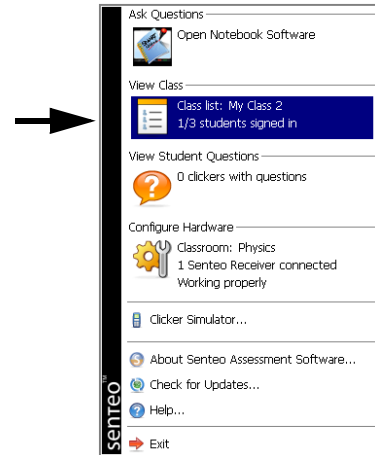 Ask Questions
Open Notebook Software
View Class
Class list: My Class 2
1/3 students signed in
View Student Questions
0 clickers with questions
Configure Hardware
Classroom: Physics
1 Senteo Receiver connected
Working properly
Clicker Simulator...
About Senteo Assessment Software...
Check for Updates...
Help...
Exit
senteo™